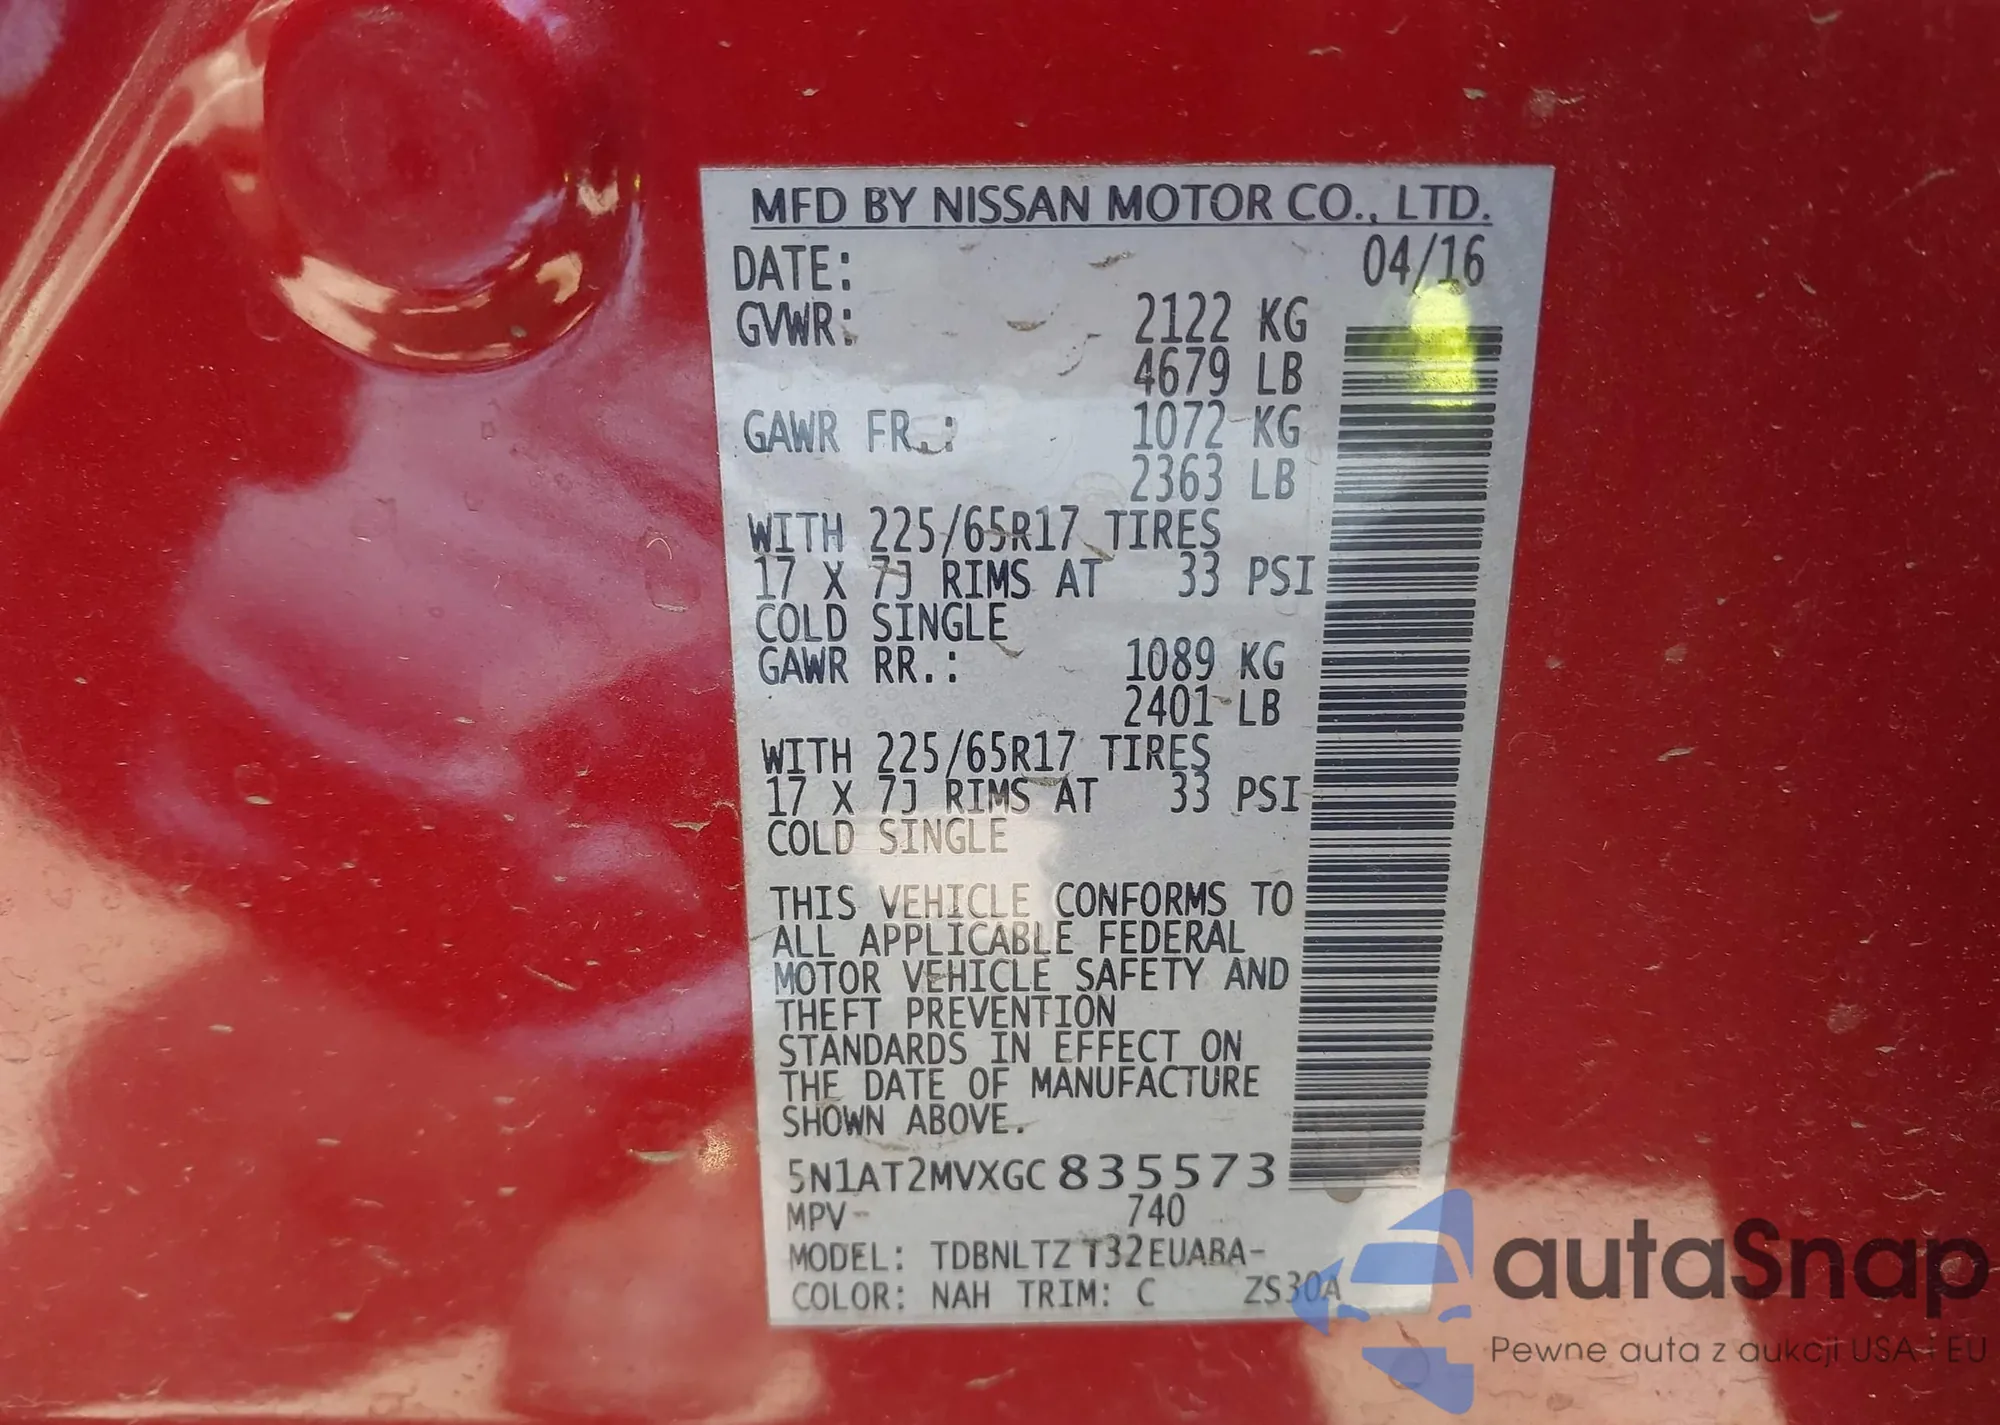 MFD BY NISSAN MOTOR CO., LTD.
DATE: 04/16
GVWR: 2122 KG
4679 LB
GAWR FR.: 1072 KG
2363 LB
WITH 225/65R17 TIRES
17 X 7J RIMS AT 33 PSI
COLD SINGLE
GAWR RR.: 1089 KG
2401 LB
WITH 225/65R17 TIRES
17 X 7J RIMS AT 33 PSI
COLD SINGLE
THIS VEHICLE CONFORMS TO
ALL APPLICABLE FEDERAL
MOTOR VEHICLE SAFETY AND
THEFT PREVENTION
STANDARDS IN EFFECT ON
THE DATE OF MANUFACTURE
SHOWN ABOVE.
5N1AT2MVXGC835573
MPV- 740
MODEL: TDBNLTZ T32EUABA-
COLOR: NAH TRIM: C ZS30A
autaSnap
Pewne auta z aukcji USA i EU